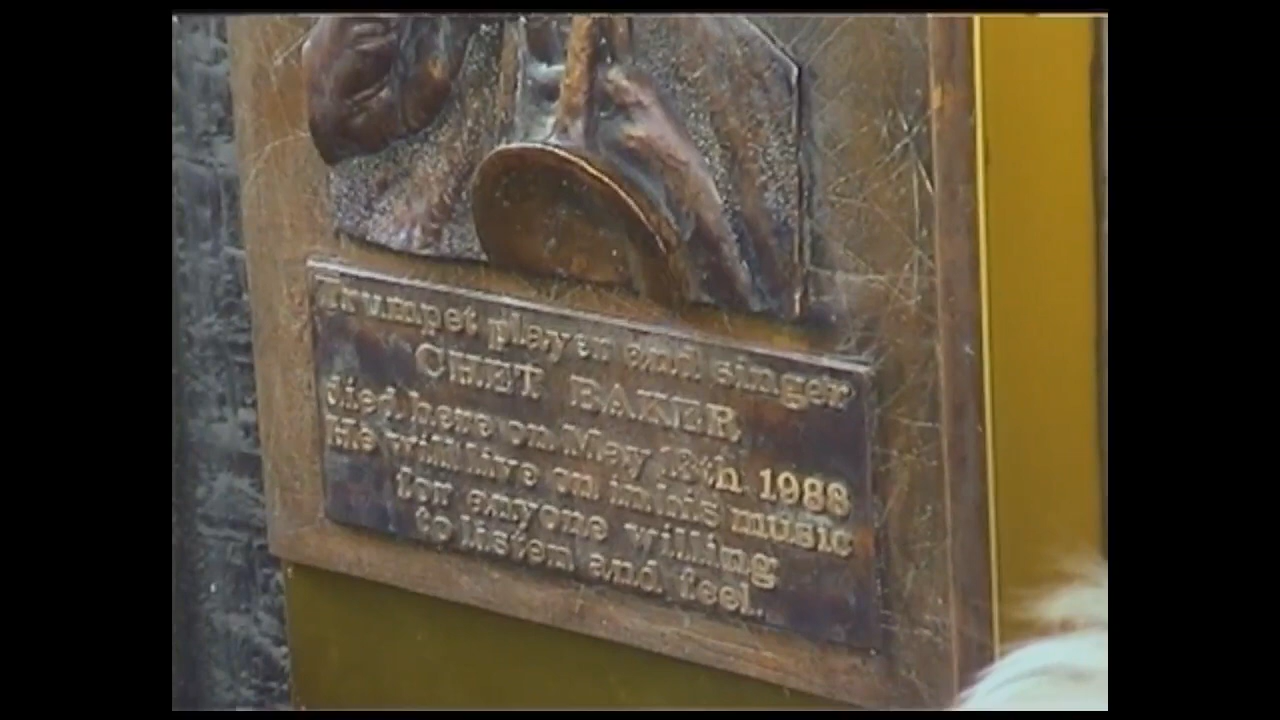 Trumpet player and singer
CHET BAKER
died here on May 13th 1988
He will live on in his music
for anyone willing
to listen and feel.